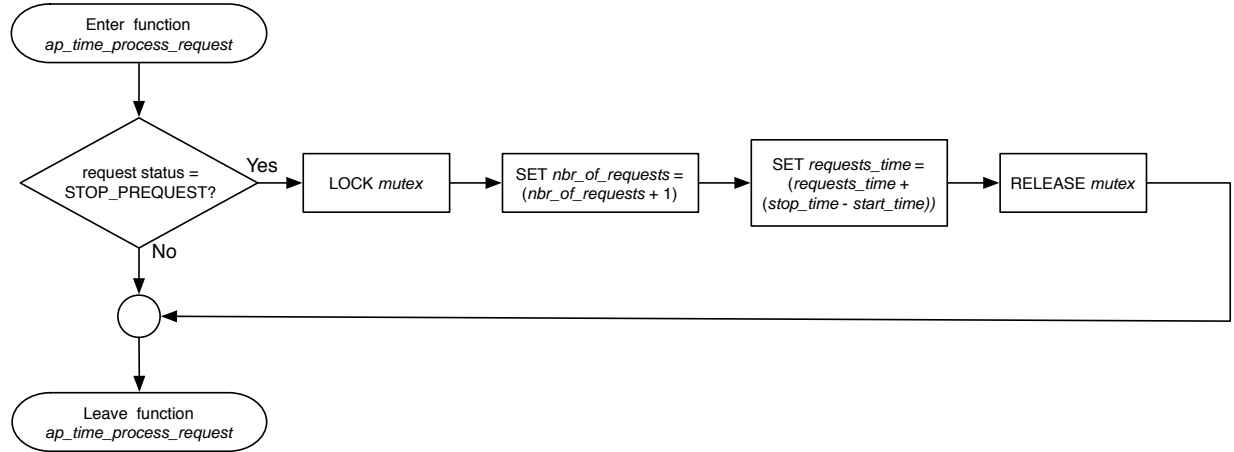 Enter function
ap_time_process_request
request status =
STOP_PREQUEST?
Yes
LOCK mutex
SET nbr_of_requests =
(nbr_of_requests + 1)
SET requests_time =
(requests_time +
(stop_time - start_time))
RELEASE mutex
No
Leave function
ap_time_process_request